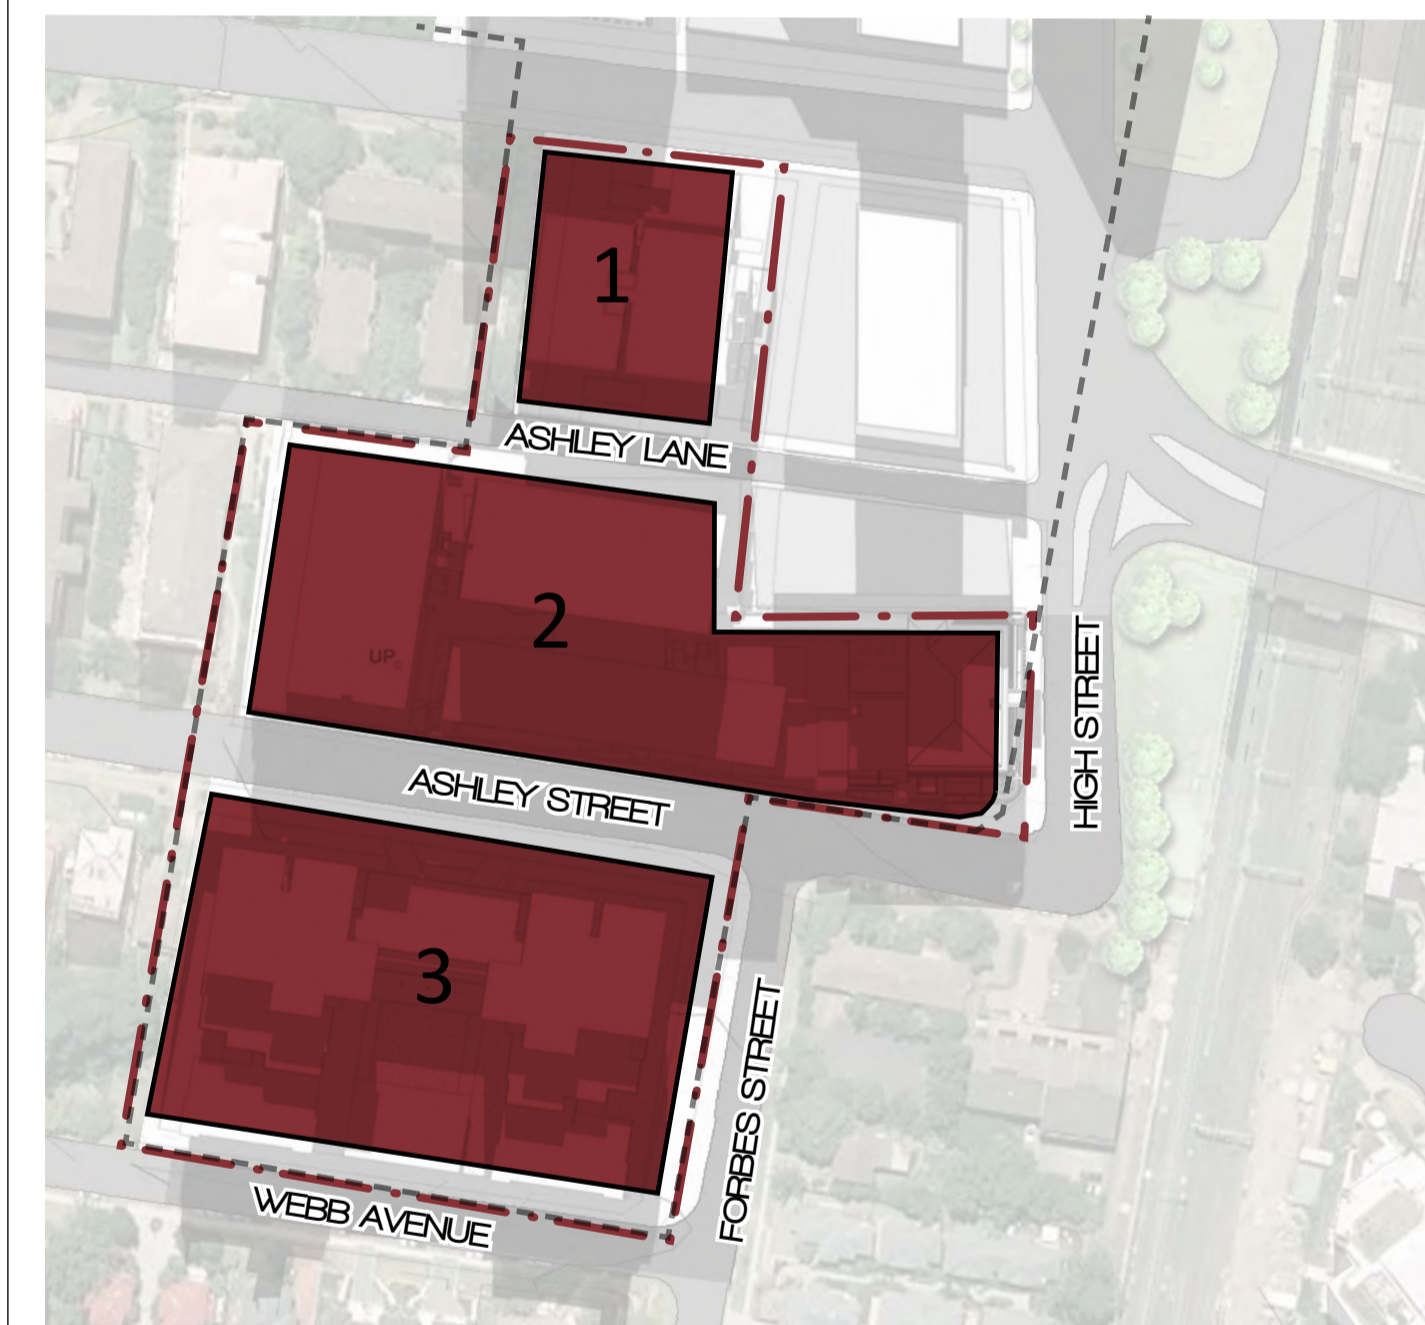 1
ASHLEY LANE
2
UP
HIGH STREET
ASHLEY STREET
3
FORBES STREET
WEBB AVENUE